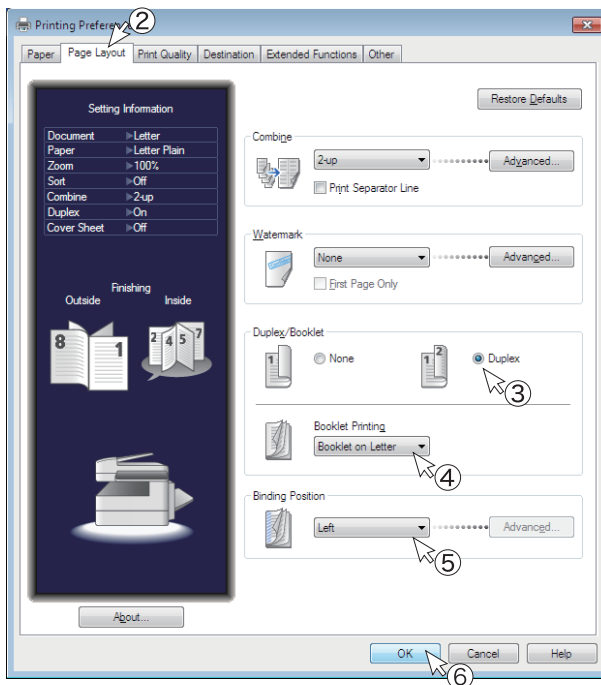 Printing Prefere
②
Paper Page Layout Print Quality Destination Extended Functions Other
Restore Defaults
Setting Information
Document ▶Letter
Paper ▶Letter Plain
Zoom ▶100%
Sort ▶Off
Combine ▶2-up
Duplex ▶On
Cover Sheet ▶Off
Finishing
Outside Inside
8 1 2 4 5 7
About...
Combine
2-up Advanced...
Print Separator Line
Watermark
None Advanced...
First Page Only
Duplex/Booklet
1 None 1 2 Duplex
③
Booklet Printing
Booklet on Letter
④
Binding Position
Left Advanced...
⑤
OK Cancel Help
⑥